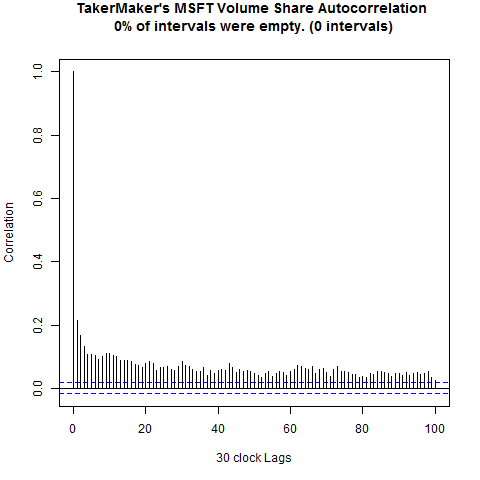 TakerMaker's MSFT Volume Share Autocorrelation
0% of intervals were empty. (0 intervals)
Correlation
1.0
0.8
0.6
0.4
0.2
0.0
0 20 40 60 80 100
30 clock Lags